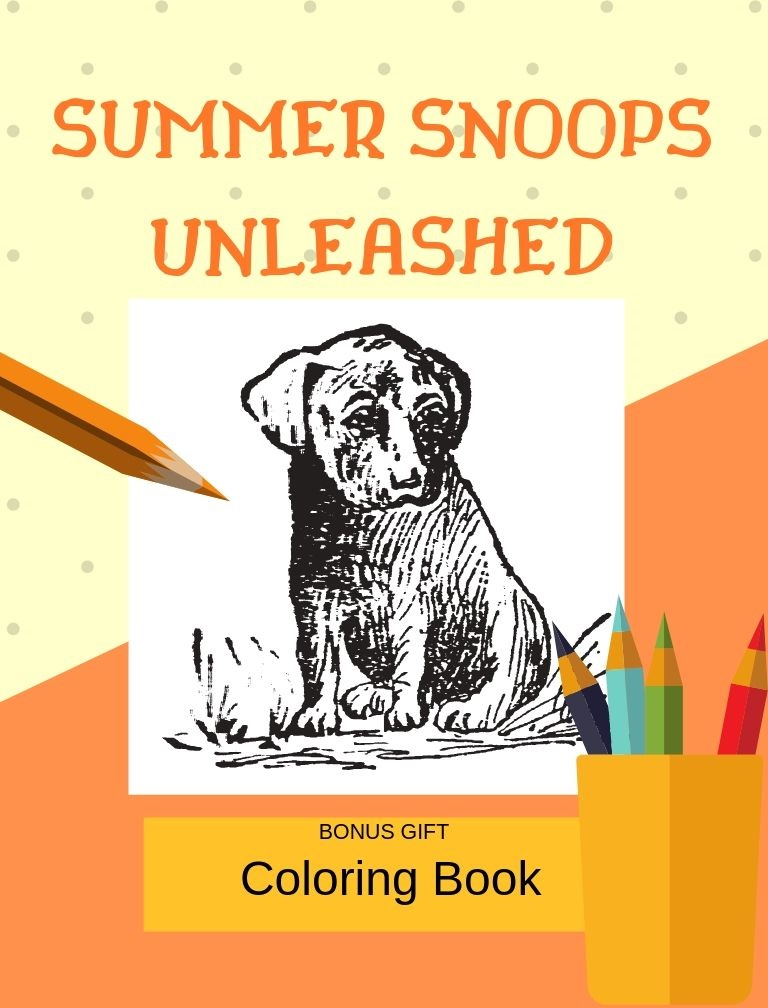 SUMMER SNOOPS
UNLEASHED
BONUS GIFT
Coloring Book